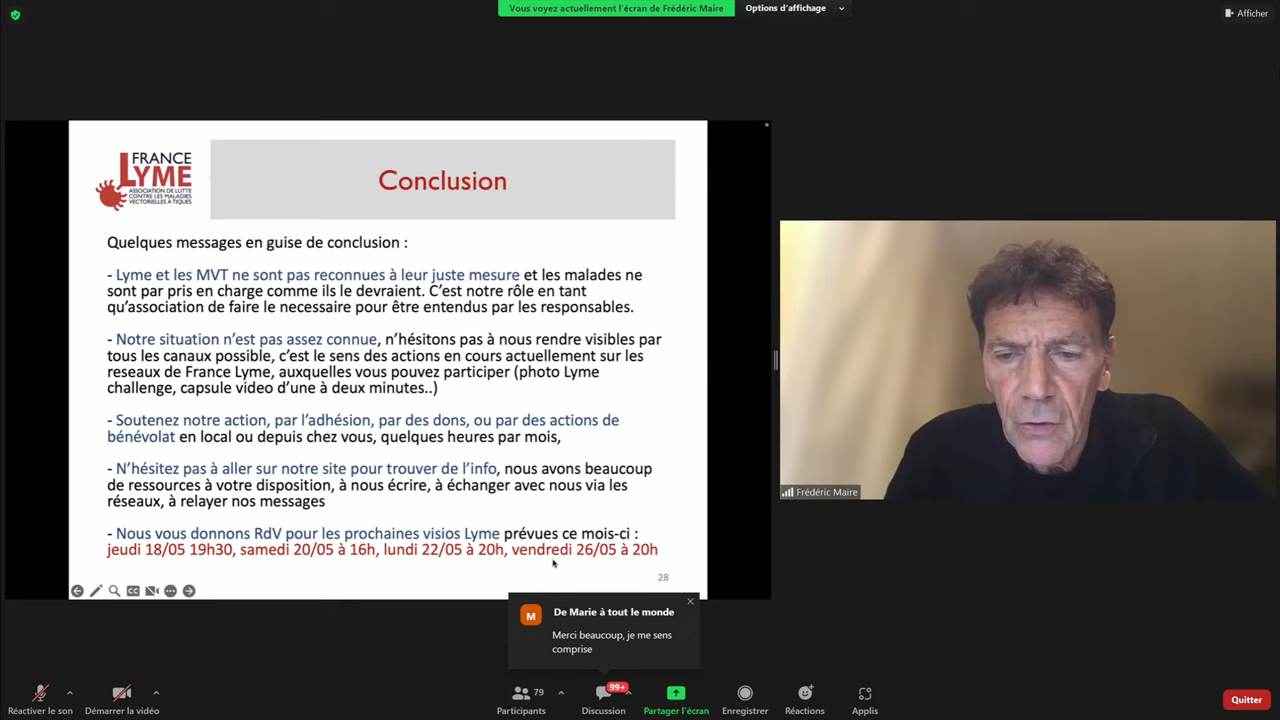 Vous voyez actuellement l'écran de Frédéric Maire
Options d'affichage
Afficher
FRANCE
LYME
ASSOCIATION DE LUTTE
CONTRE LES MALADIES
VECTORIELLES À TIQUES
Conclusion
Quelques messages en guise de conclusion :
- Lyme et les MVT ne sont pas reconnues à leur juste mesure et les malades ne
sont par pris en charge comme ils le devraient. C'est notre rôle en tant
qu'association de faire le necessaire pour être entendus par les responsables.
- Notre situation n'est pas assez connue, n'hésitons pas à nous rendre visibles par
tous les canaux possible, c'est le sens des actions en cours actuellement sur les
reseaux de France Lyme, auxquelles vous pouvez participer (photo Lyme
challenge, capsule video d'une à deux minutes..)
- Soutenez notre action, par l'adhésion, par des dons, ou par des actions de
bénévolat en local ou depuis chez vous, quelques heures par mois,
- N'hésitez pas à aller sur notre site pour trouver de l'info, nous avons beaucoup
de ressources à votre disposition, à nous écrire, à échanger avec nous via les
réseaux, à relayer nos messages
- Nous vous donnons RdV pour les prochaines visios Lyme prévues ce mois-ci :
jeudi 18/05 19h30, samedi 20/05 à 16h, lundi 22/05 à 20h, vendredi 26/05 à 20h
28
CC
Frédéric Maire
M
De Marie à tout le monde
Merci beaucoup, je me sens
comprise
79
99+
Réactiver le son
Démarrer la vidéo
Participants
Discussion
Partager l'écran
Enregistrer
Réactions
Applis
Quitter